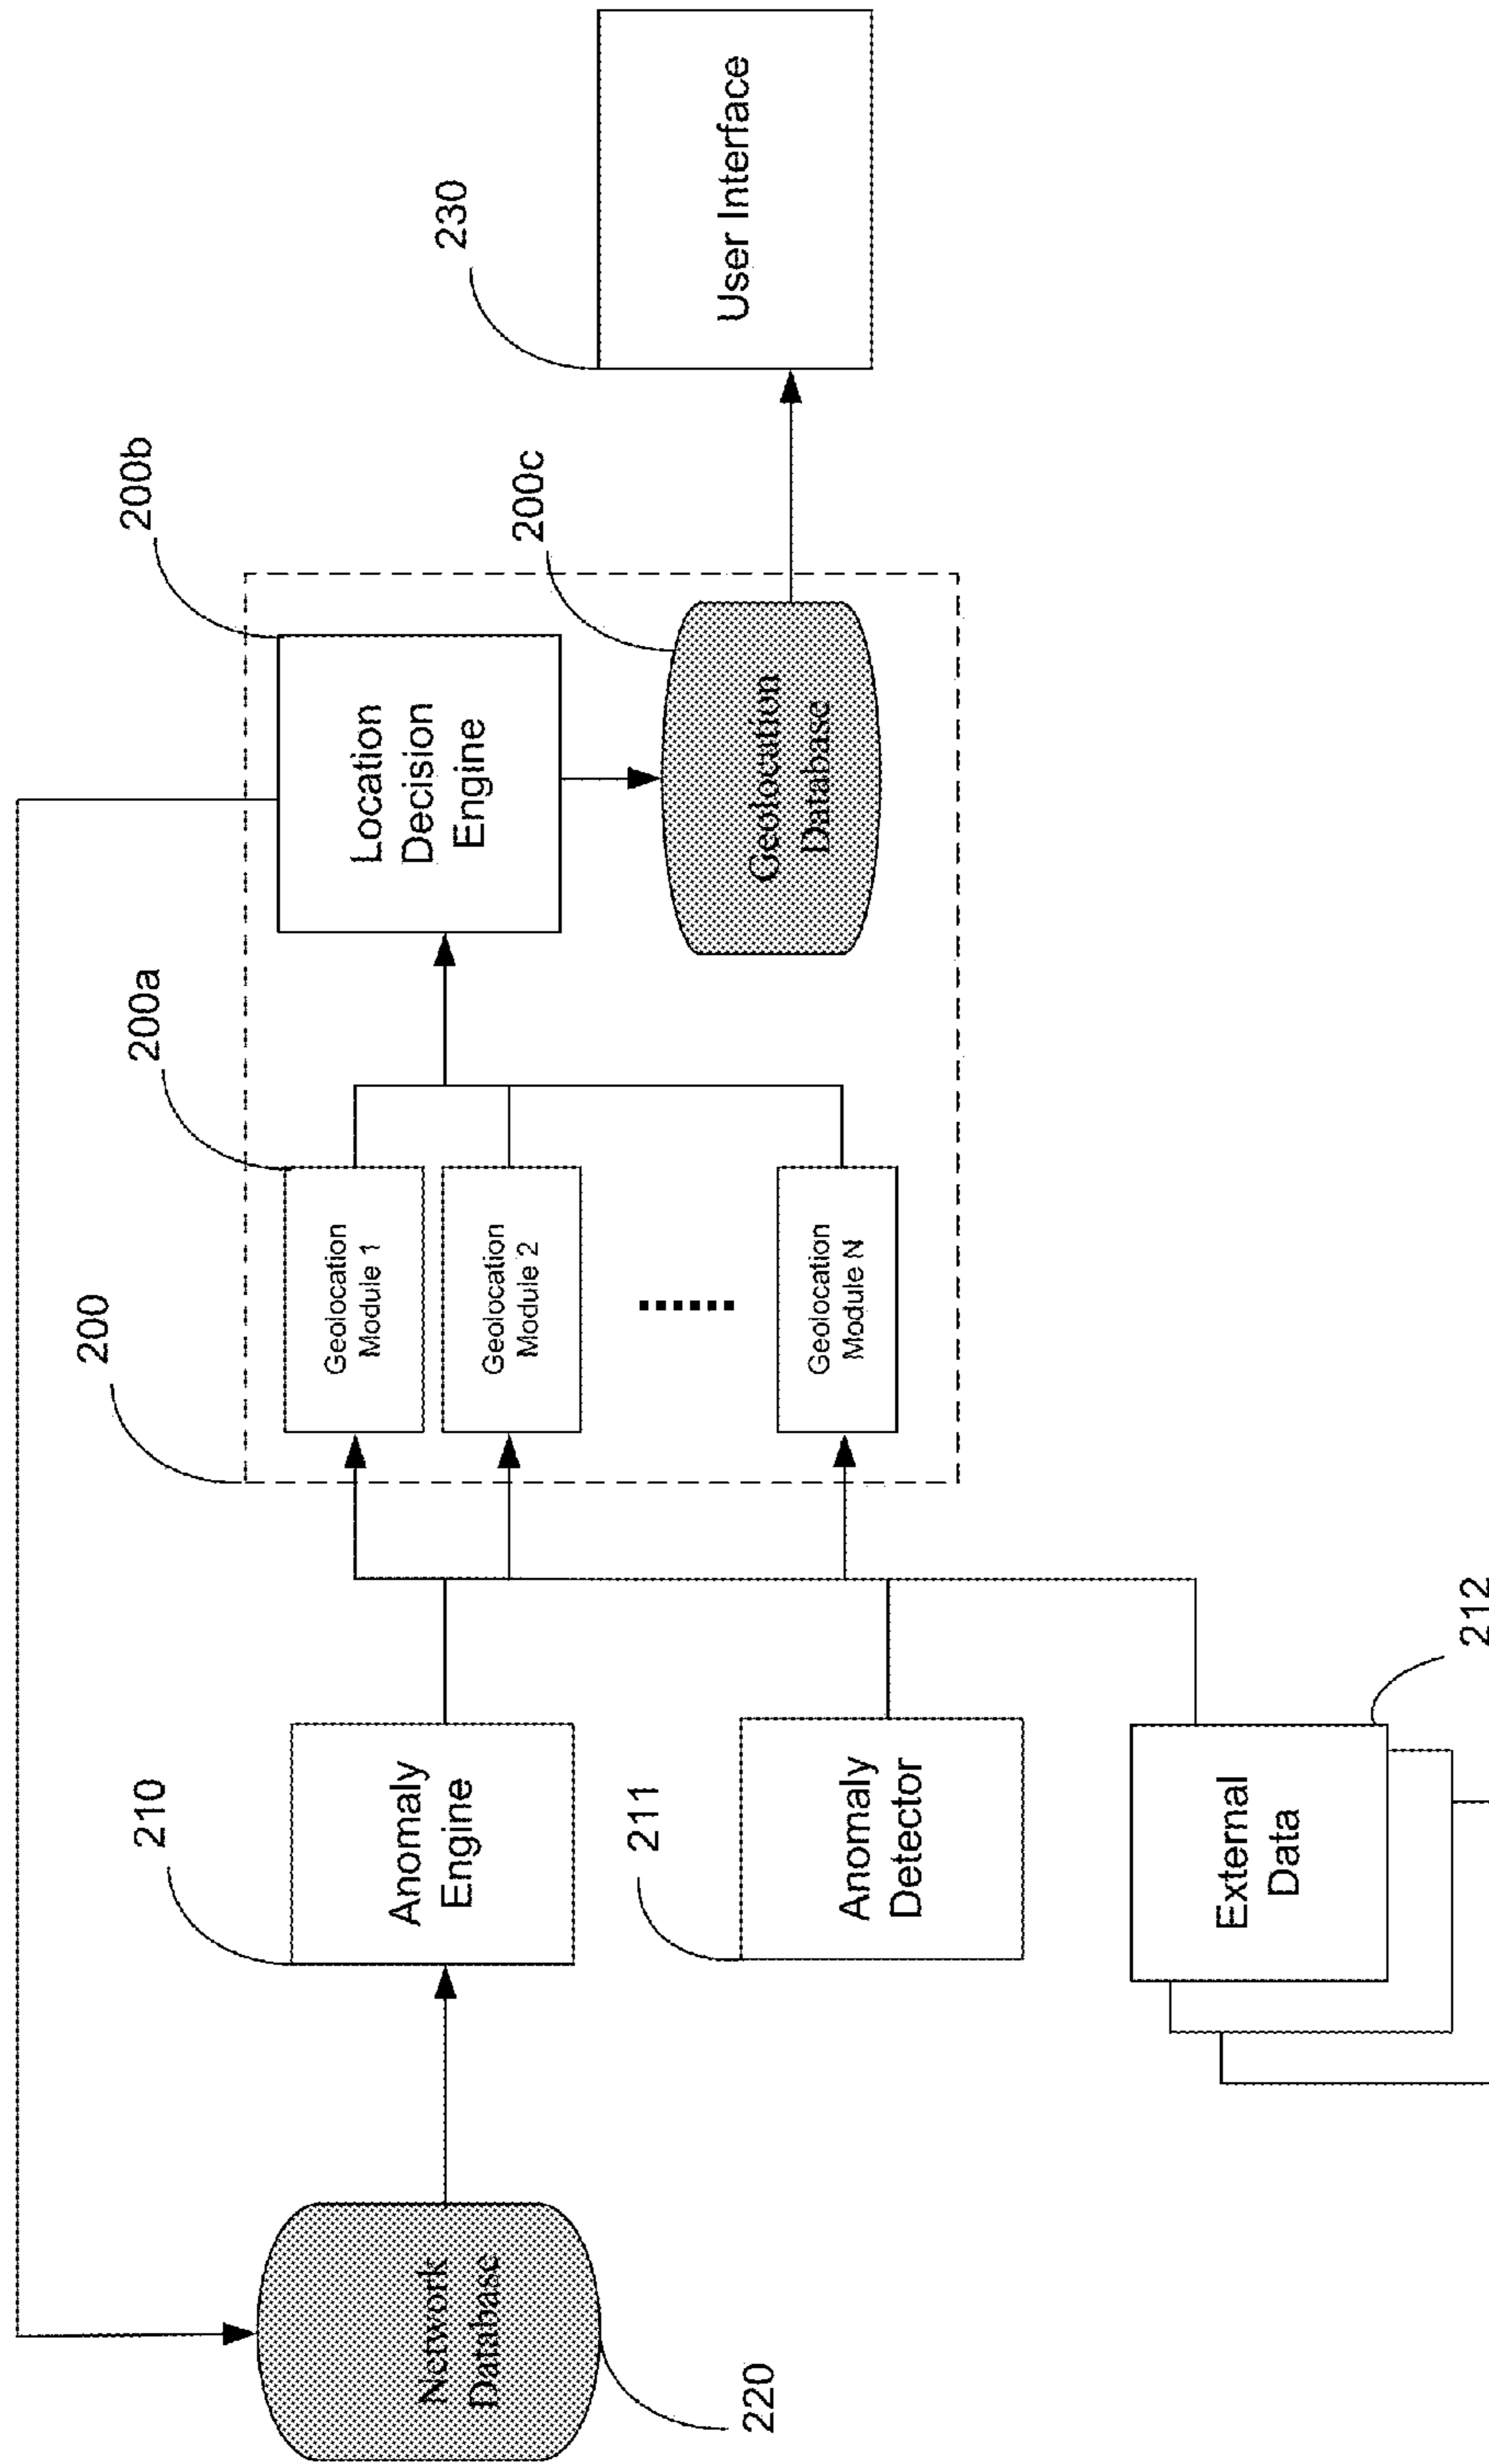 220
Network
Database
210
Anomaly
Engine
211
Anomaly
Detector
212
External
Data
200
200a
Geolocation
Module 1
Geolocation
Module 2
Geolocation
Module N
200b
Location
Decision
Engine
200c
Geolocation
Database
230
User Interface